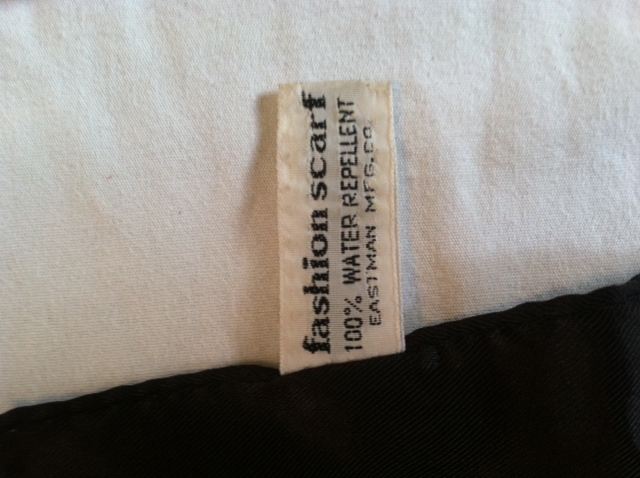 fashion scarf
100% WATER REPELLENT
EASTMAN MFG.CO.